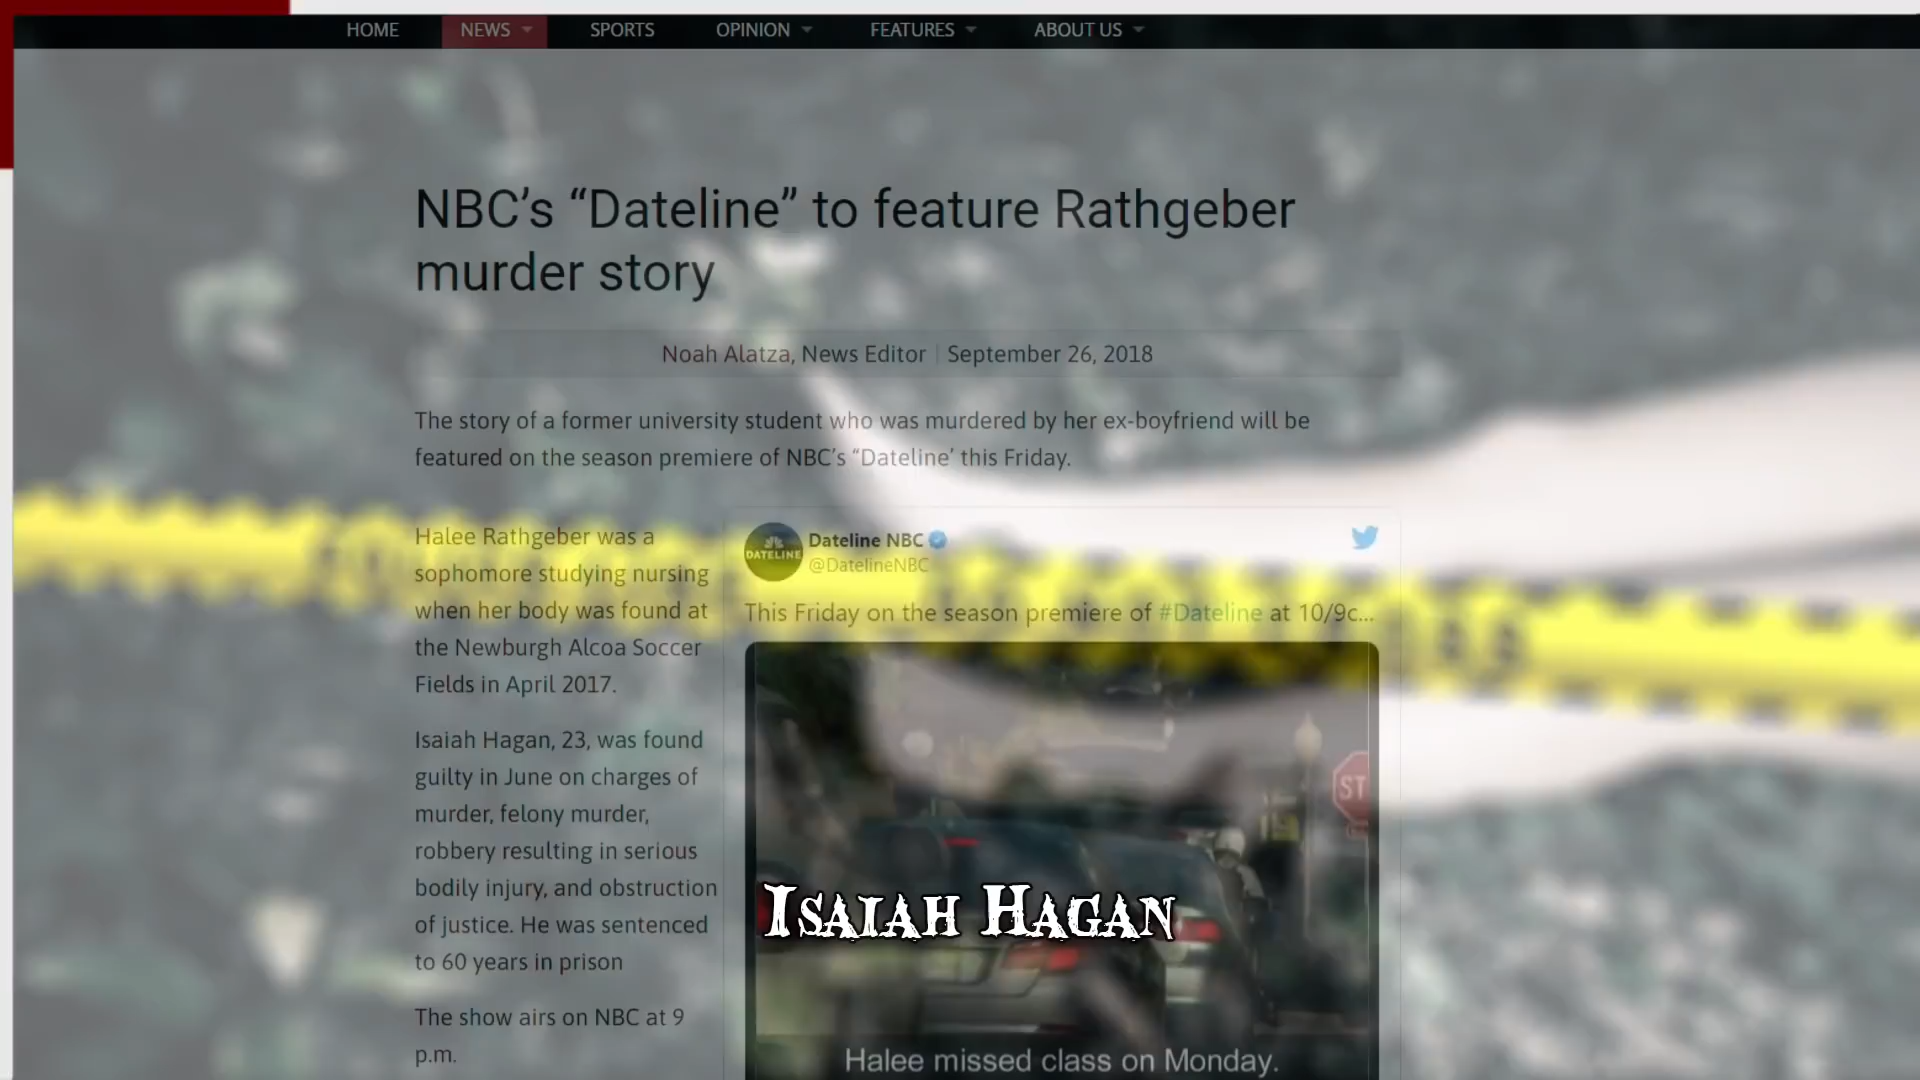 HOME NEWS SPORTS OPINION FEATURES ABOUT US
NBC’s “Dateline” to feature Rathgeber
murder story
Noah Alatza, News Editor | September 26, 2018
The story of a former university student who was murdered by her ex-boyfriend will be
featured on the season premiere of NBC’s “Dateline’ this Friday.
Halee Rathgeber was a
sophomore studying nursing
when her body was found at
the Newburgh Alcoa Soccer
Fields in April 2017.
Isaiah Hagan, 23, was found
guilty in June on charges of
murder, felony murder,
robbery resulting in serious
bodily injury, and obstruction
of justice. He was sentenced
to 60 years in prison
The show airs on NBC at 9
p.m.
DATELINE
Dateline NBC
@DatelineNBC
This Friday on the season premiere of #Dateline at 10/9c...
ST
Isaiah Hagan
Halee missed class on Monday.